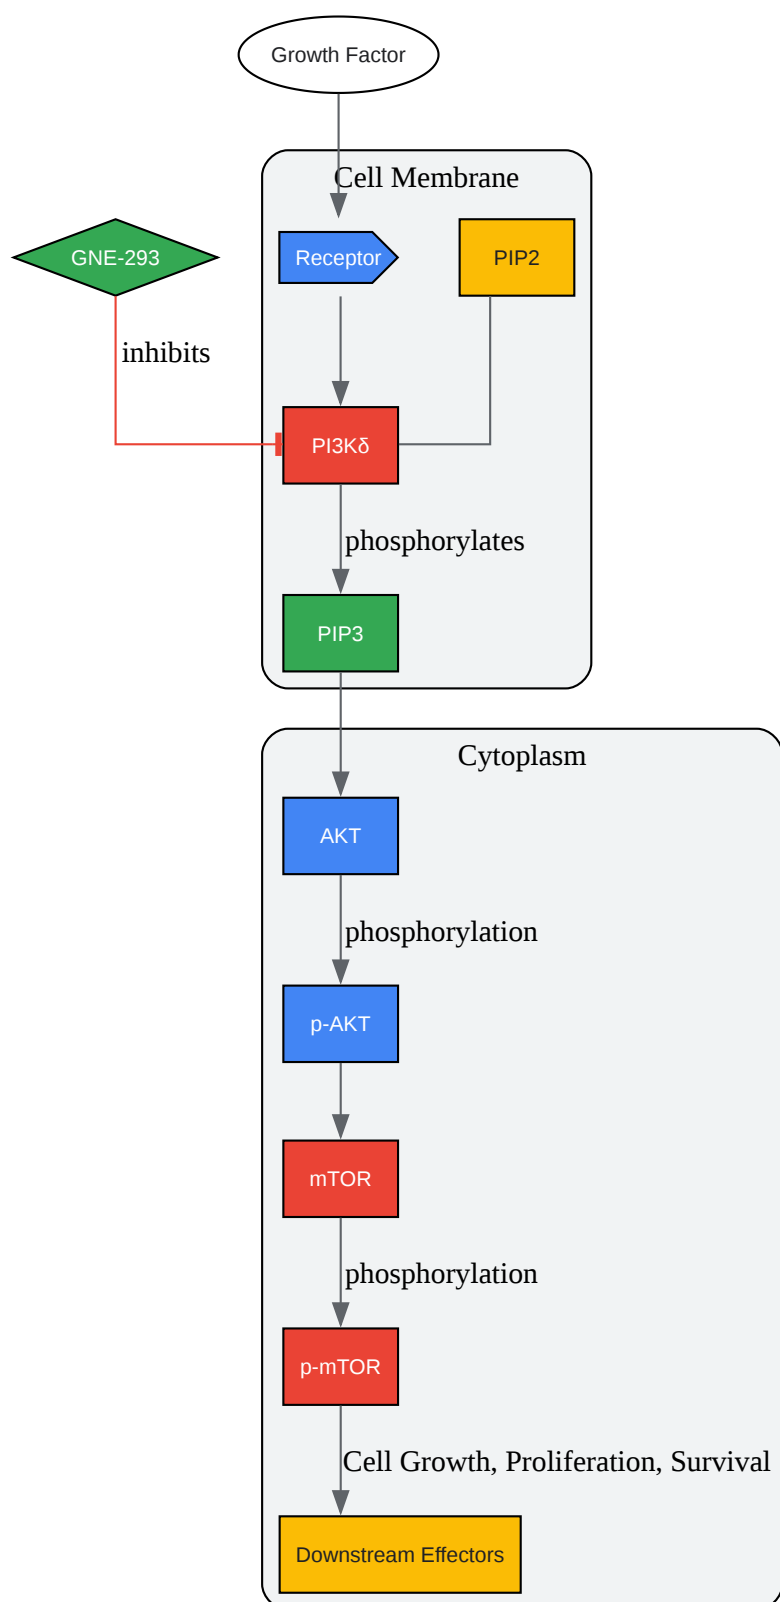 Growth Factor
Cell Membrane
GNE-293
Receptor
PIP2
inhibits
PI3Kδ
phosphorylates
PIP3
Cytoplasm
AKT
phosphorylation
p-AKT
mTOR
phosphorylation
p-mTOR
Cell Growth, Proliferation, Survival
Downstream Effectors